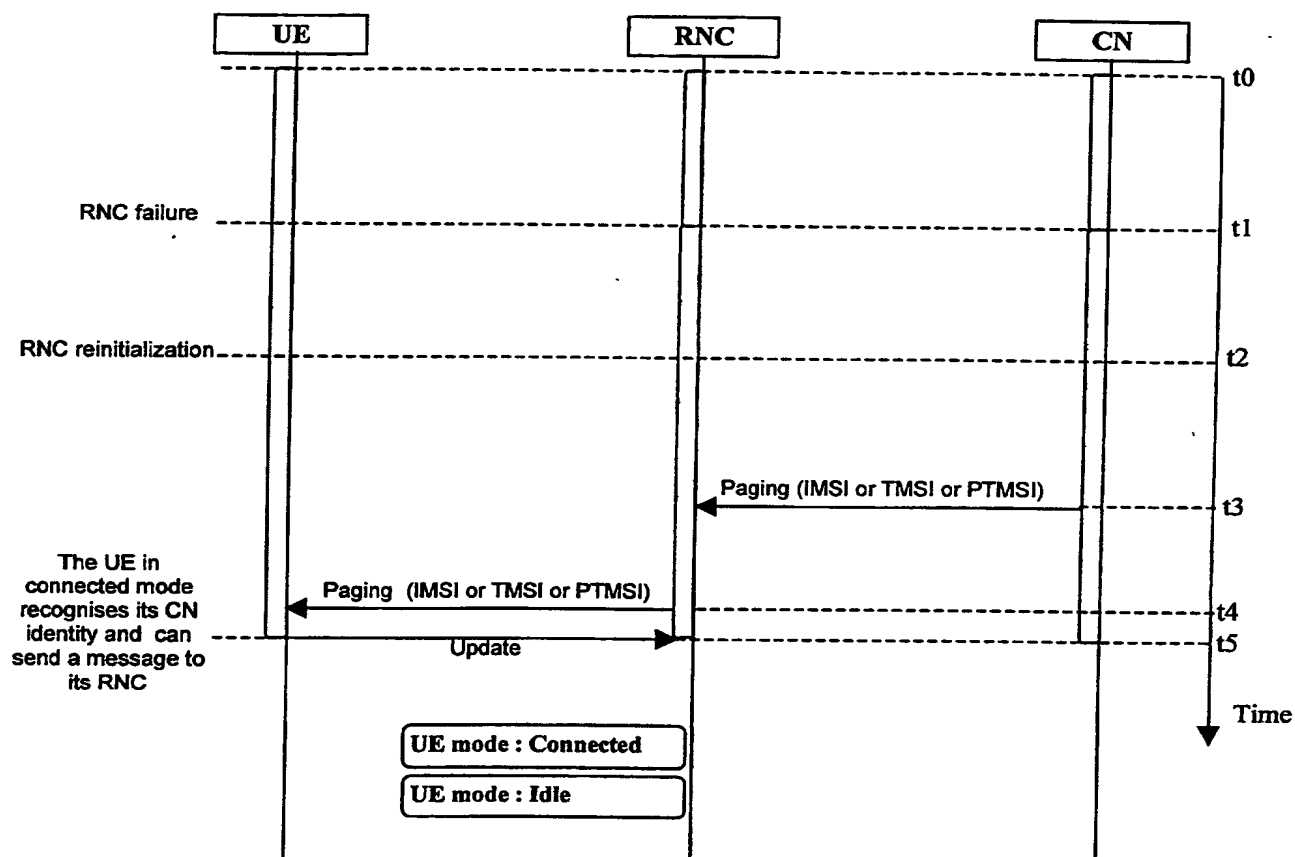 UE
RNC
CN
t0
RNC failure
t1
RNC reinitialization
t2
Paging (IMSI or TMSI or PTMSI)
t3
The UE in
connected mode
recognises its CN
identity and can
send a message to
its RNC
Paging (IMSI or TMSI or PTMSI)
t4
Update
t5
Time
UE mode : Connected
UE mode : Idle